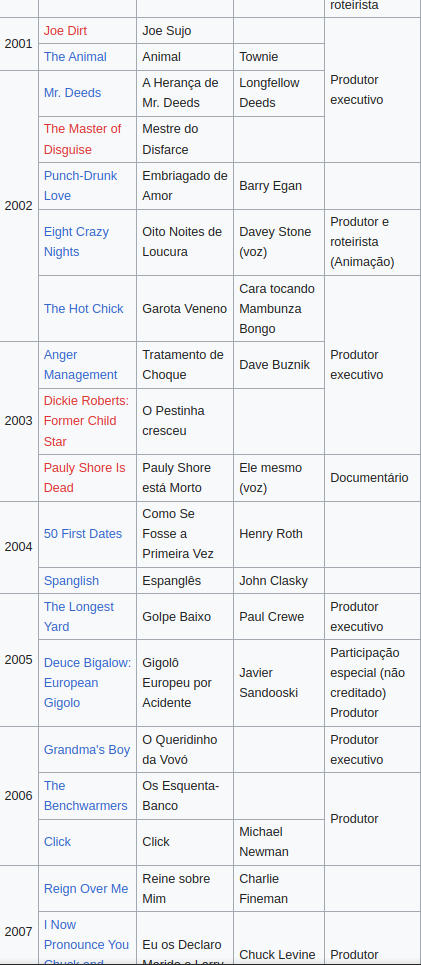 roteirista
2001
Joe Dirt
Joe Sujo
Produtor
executivo
The Animal
Animal
Townie
2002
Mr. Deeds
A Herança de
Mr. Deeds
Longfellow
Deeds
The Master of
Disguise
Mestre do
Disfarce
Punch-Drunk
Love
Embriagado de
Amor
Barry Egan
Eight Crazy
Nights
Oito Noites de
Loucura
Davey Stone
(voz)
Produtor e
roteirista
(Animação)
The Hot Chick
Garota Veneno
Cara tocando
Mambunza
Bongo
Produtor
executivo
2003
Anger
Management
Tratamento de
Choque
Dave Buznik
Dickie Roberts:
Former Child
Star
O Pestinha
cresceu
Pauly Shore Is
Dead
Pauly Shore
está Morto
Ele mesmo
(voz)
Documentário
2004
50 First Dates
Como Se
Fosse a
Primeira Vez
Henry Roth
Spanglish
Espanglês
John Clasky
2005
The Longest
Yard
Golpe Baixo
Paul Crewe
Produtor
executivo
Deuce Bigalow:
European
Gigolo
Gigolô
Europeu por
Acidente
Javier
Sandooski
Participação
especial (não
creditado)
Produtor
2006
Grandma's Boy
O Queridinho
da Vovó
Produtor
executivo
The
Benchwarmers
Os Esquenta-
Banco
Produtor
Click
Click
Michael
Newman
2007
Reign Over Me
Reine sobre
Mim
Charlie
Fineman
I Now
Pronounce You
Chuck and
Eu os Declaro
Marido e Larry
Chuck Levine
Produtor